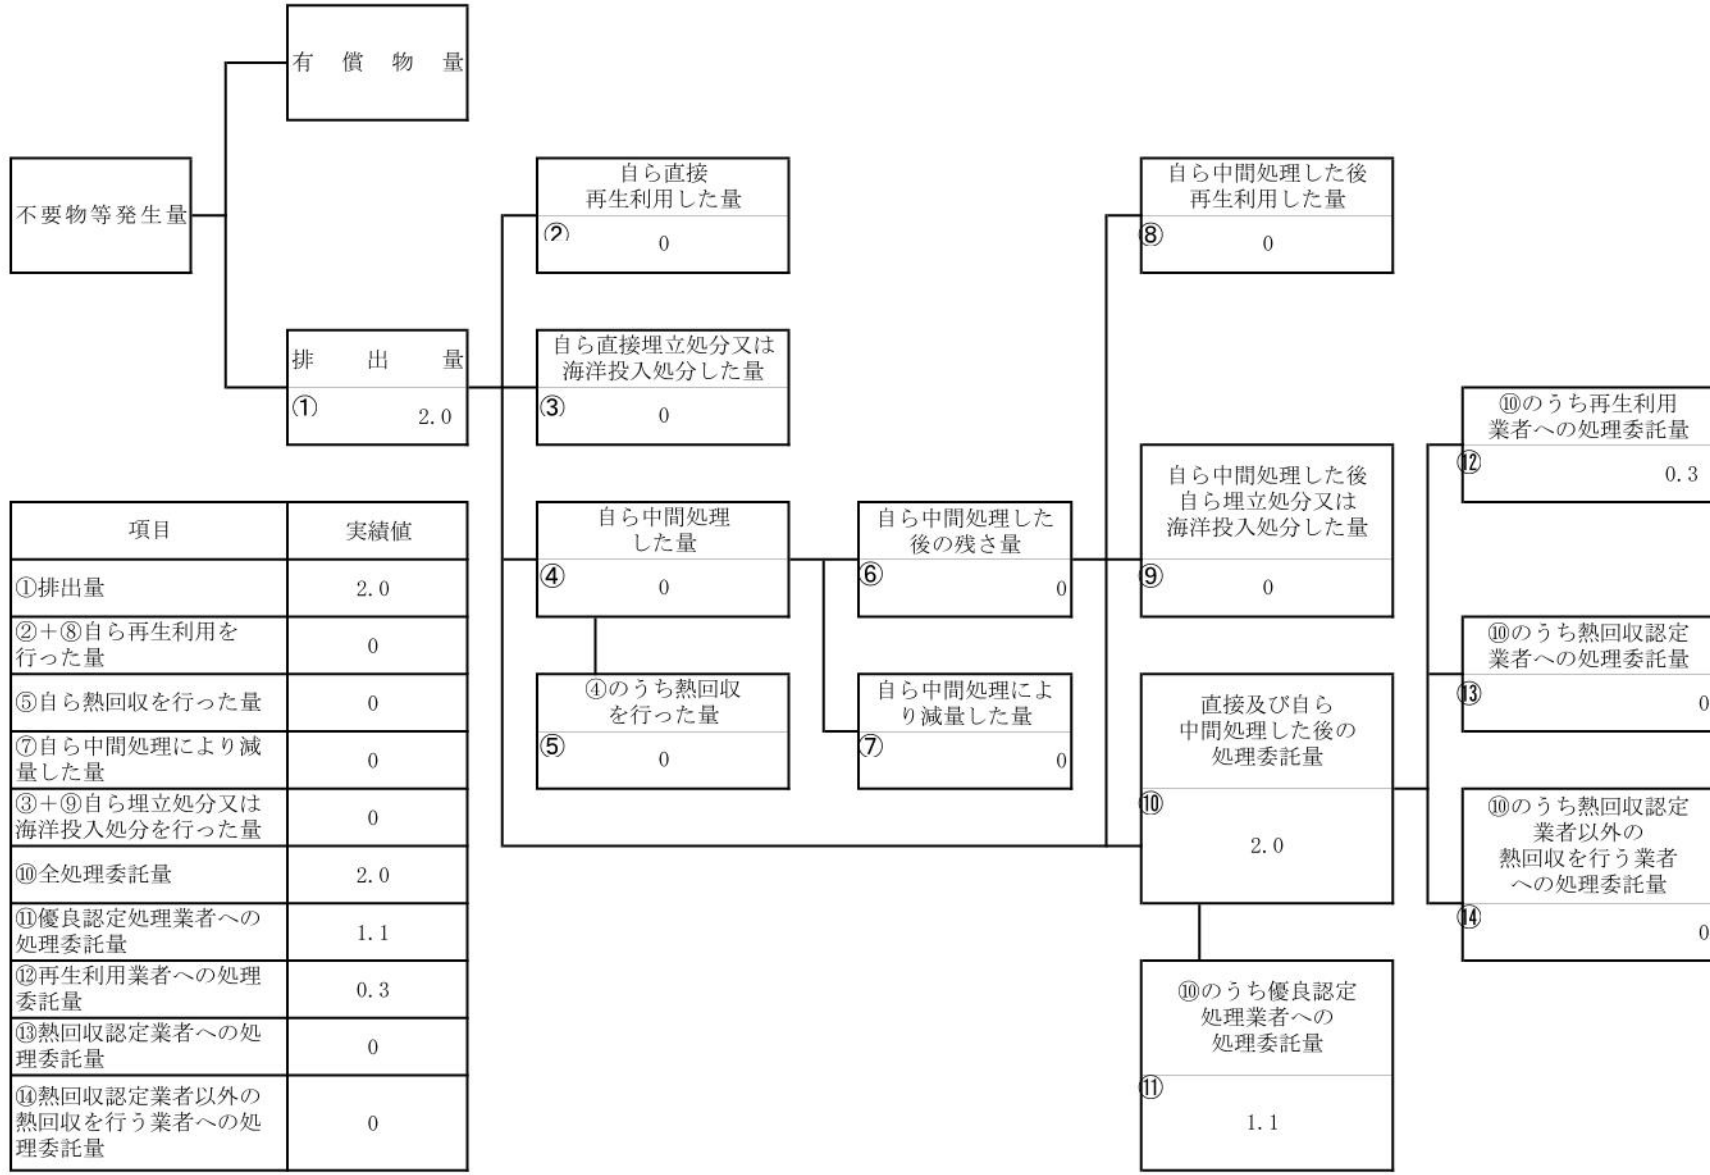 有償物量
不要物等発生量
排出量
①
2.0
自ら直接
再生利用した量
②
0
自ら直接埋立処分又は
海洋投入処分した量
③
0
自ら中間処理
した量
④
0
④のうち熱回収
を行った量
⑤
0
自ら中間処理した
後の残さ量
⑥
0
自ら中間処理によ
り減量した量
⑦
0
自ら中間処理した後
再生利用した量
⑧
0
自ら中間処理した後
自ら埋立処分又は
海洋投入処分した量
⑨
0
直接及び自ら
中間処理した後の
処理委託量
⑩
2.0
⑩のうち優良認定
処理業者への
処理委託量
⑪
1.1
⑩のうち再生利用
業者への処理委託量
⑫
0.3
⑩のうち熱回収認定
業者への処理委託量
⑬
0
⑩のうち熱回収認定
業者以外の
熱回収を行う業者
への処理委託量
⑭
0
項目 実績値
①排出量 2.0
②+⑧自ら再生利用を
行った量 0
⑤自ら熱回収を行った量 0
⑦自ら中間処理により減
量した量 0
③+⑨自ら埋立処分又は
海洋投入処分を行った量 0
⑩全処理委託量 2.0
⑪優良認定処理業者への
処理委託量 1.1
⑫再生利用業者への処理
委託量 0.3
⑬熱回収認定業者への処
理委託量 0
⑭熱回収認定業者以外の
熱回収を行う業者への処
理委託量 0